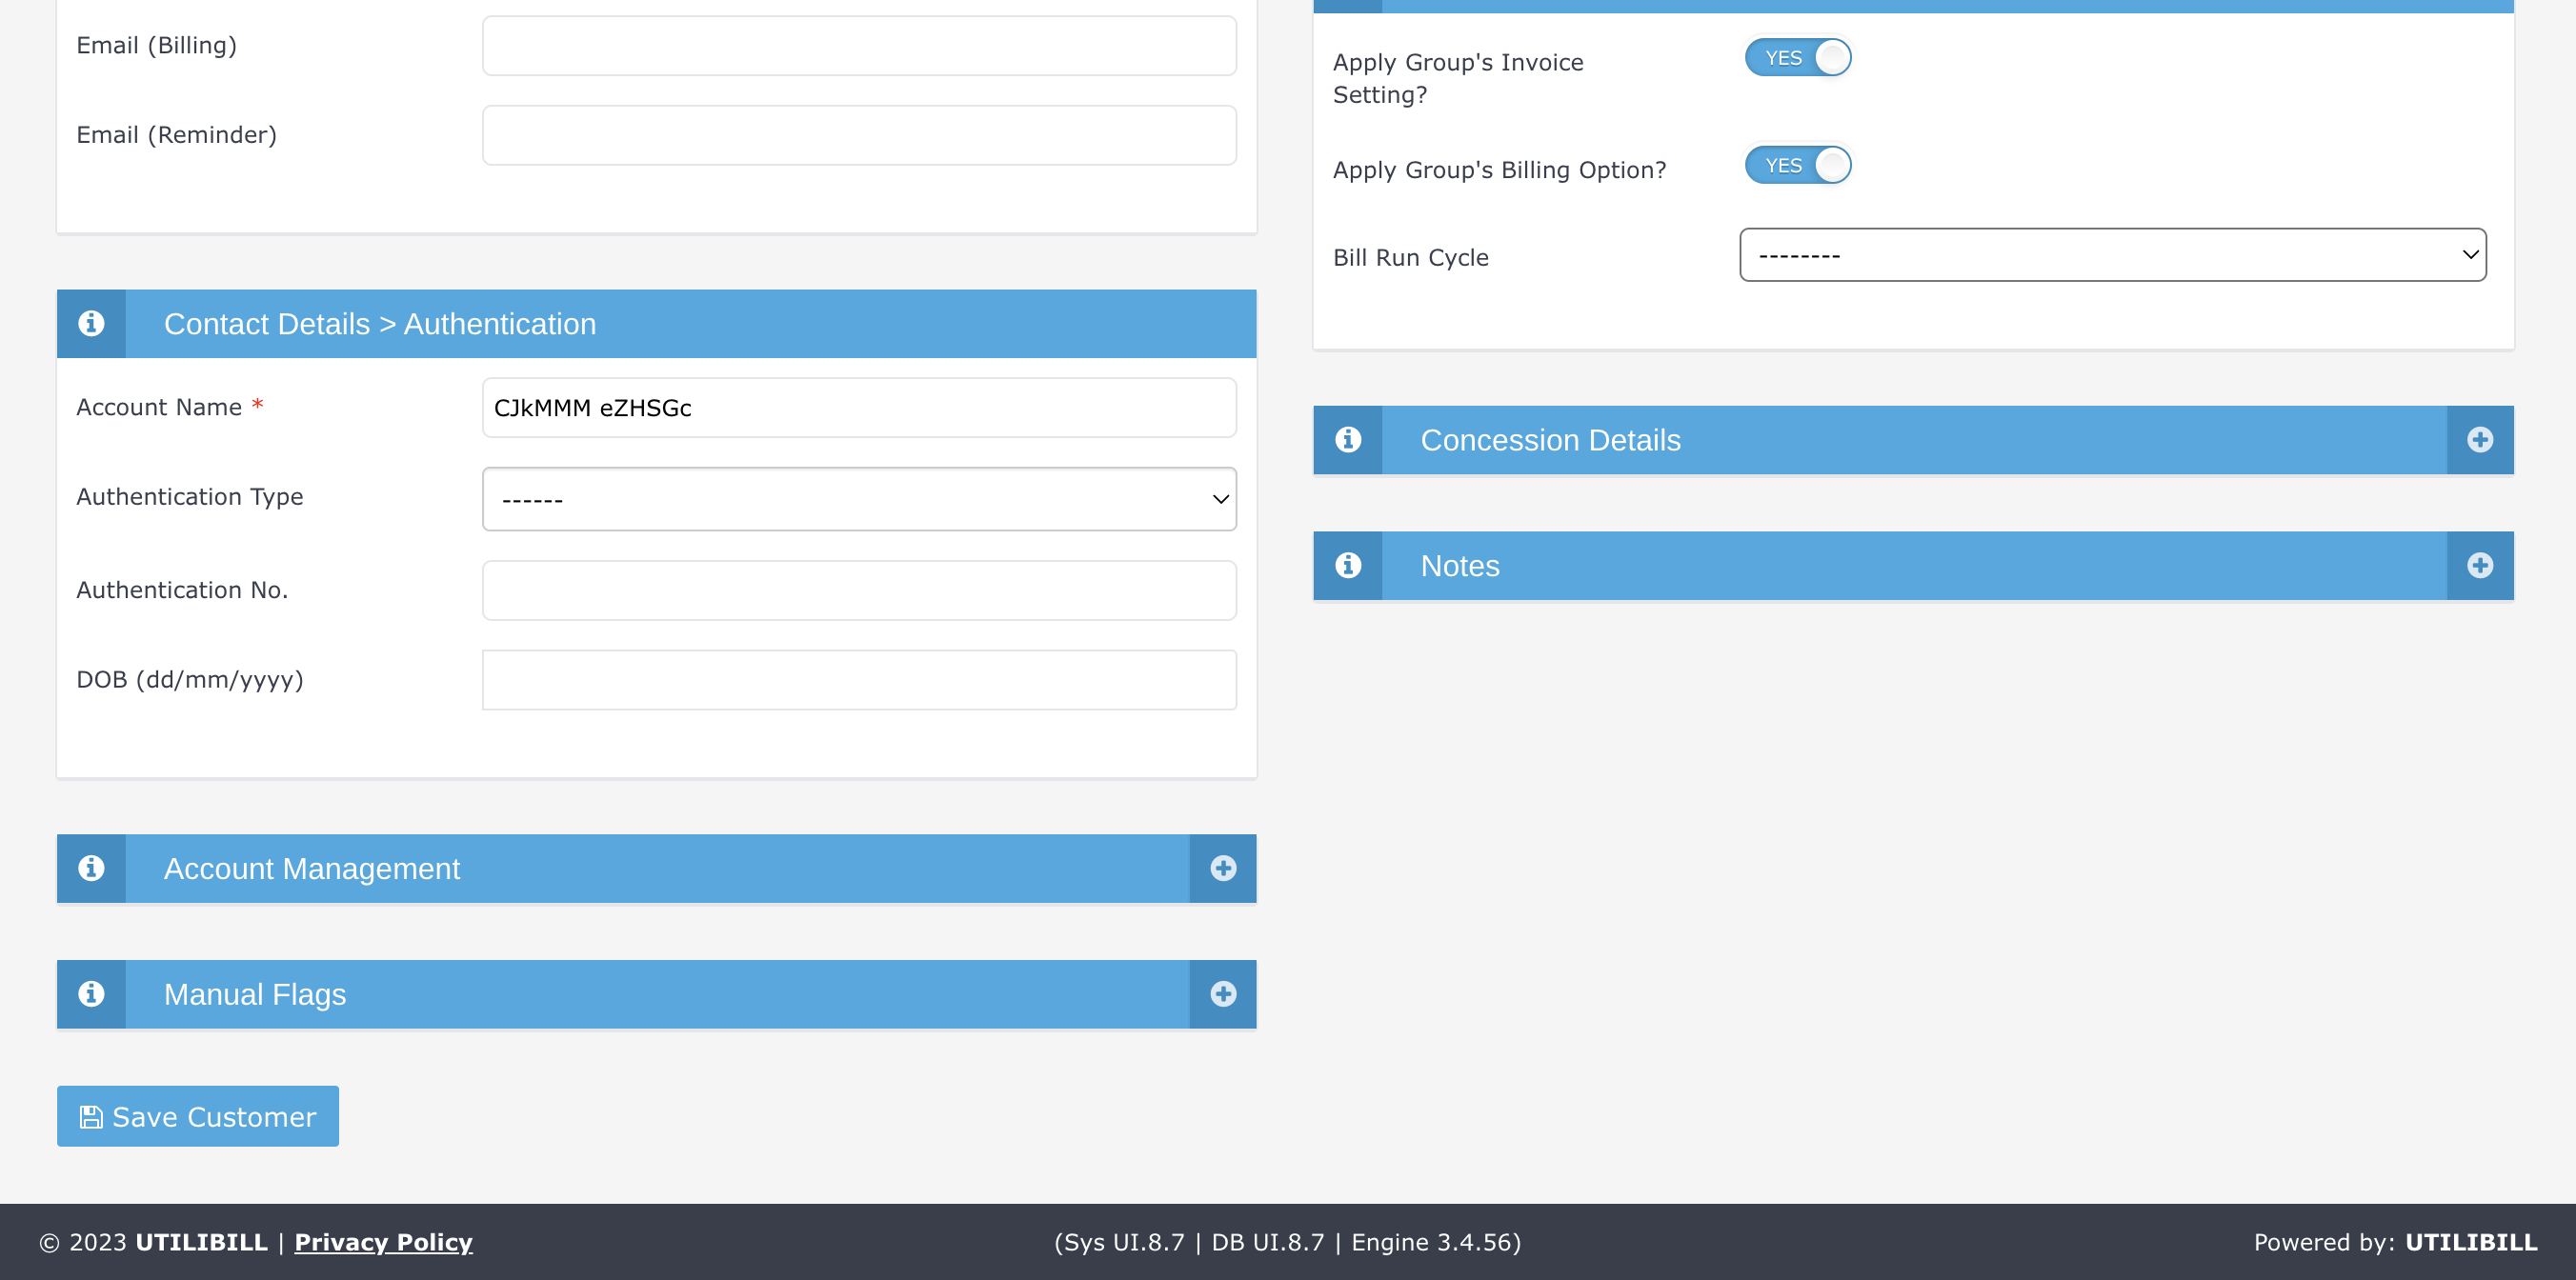 Email (Billing)
Email (Reminder)
Contact Details > Authentication
Account Name *
CJkMMM eZHSGc
Authentication Type
------
Authentication No.
DOB (dd/mm/yyyy)
Account Management
Manual Flags
Save Customer
Apply Group's Invoice
Setting?
YES
Apply Group's Billing Option?
YES
Bill Run Cycle
--------
Concession Details
Notes
© 2023 UTILIBILL | Privacy Policy
(Sys UI.8.7 | DB UI.8.7 | Engine 3.4.56)
Powered by: UTILIBILL